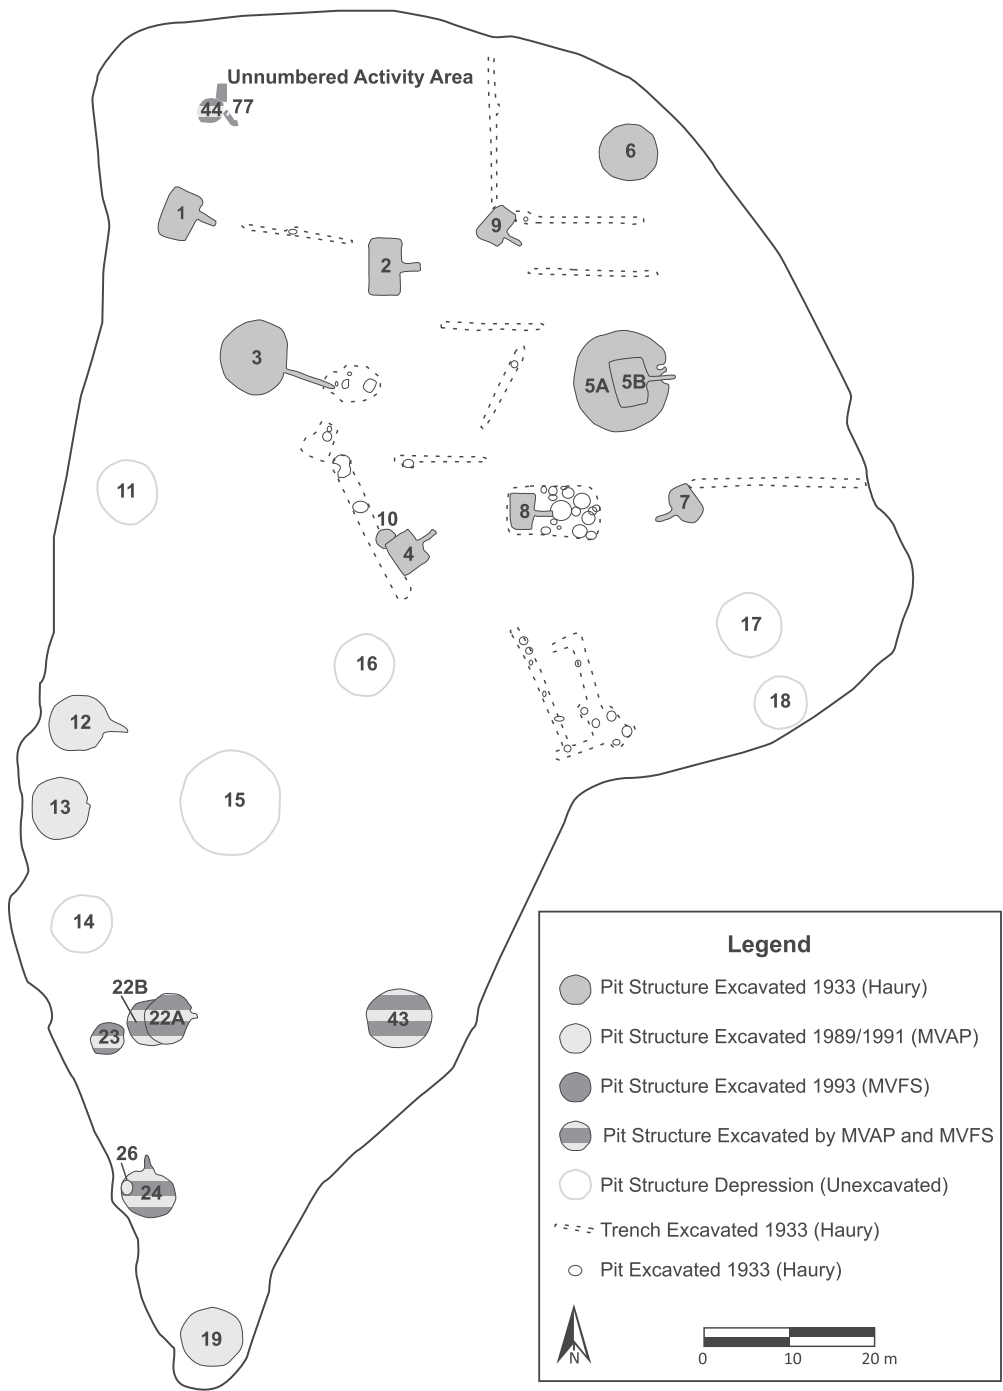 Unnumbered Activity Area
44 77
6
1
9
2
3
5A 5B
11
8
7
10
4
17
16
18
12
15
13
14
22B
22A
43
23
26
24
19
Legend
Pit Structure Excavated 1933 (Haury)
Pit Structure Excavated 1989/1991 (MVAP)
Pit Structure Excavated 1993 (MVFS)
Pit Structure Excavated by MVAP and MVFS
Pit Structure Depression (Unexcavated)
Trench Excavated 1933 (Haury)
Pit Excavated 1933 (Haury)
N
0 10 20 m